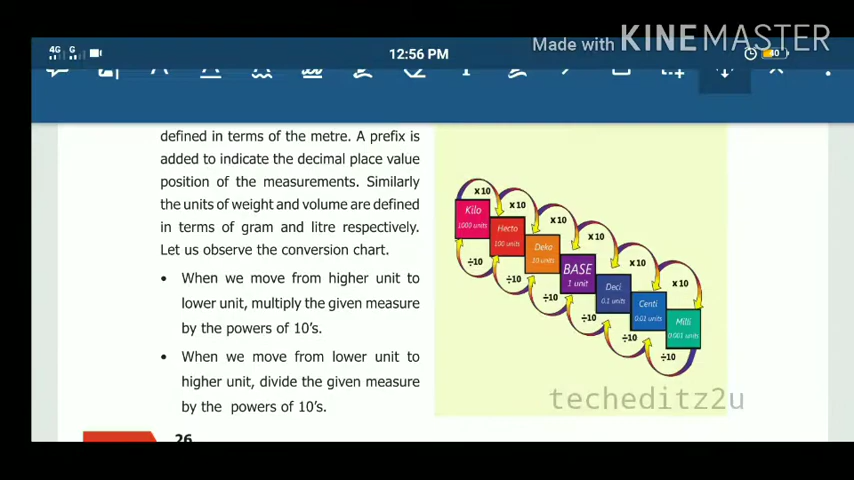 Made with KINEMASTER
4G G 12:56 PM 40
defined in terms of the metre. A prefix is
added to indicate the decimal place value
position of the measurements. Similarly
the units of weight and volume are defined
in terms of gram and litre respectively.
Let us observe the conversion chart.
• When we move from higher unit to
lower unit, multiply the given measure
by the powers of 10's.
• When we move from lower unit to
higher unit, divide the given measure
by the powers of 10's.
26
x 10
x 10
x 10
x 10
x 10
x 10
Kilo
1000 units
Hecto
100 units
Deka
10 units
BASE
1 unit
Deci
0.1 units
Centi
0.01 units
Milli
0.001 units
÷10
÷10
÷10
÷10
÷10
÷10
techeditz2u